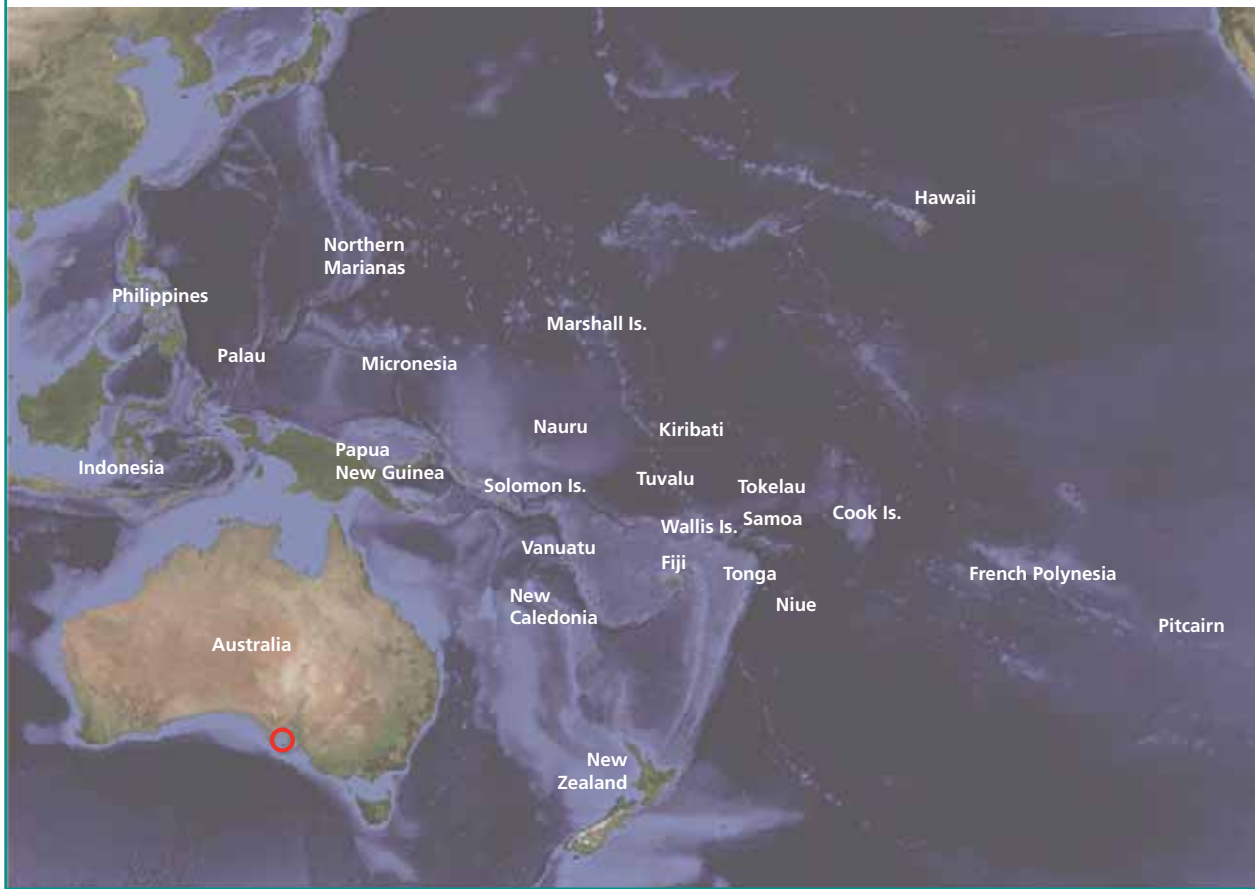 Hawaii
Northern
Marianas
Philippines
Marshall Is.
Palau
Micronesia
Nauru
Kiribati
Papua
New Guinea
Indonesia
Solomon Is.
Tuvalu
Tokelau
Cook Is.
Samoa
Wallis Is.
Vanuatu
Fiji
Tonga
French Polynesia
New
Caledonia
Niue
Pitcairn
Australia
New
Zealand